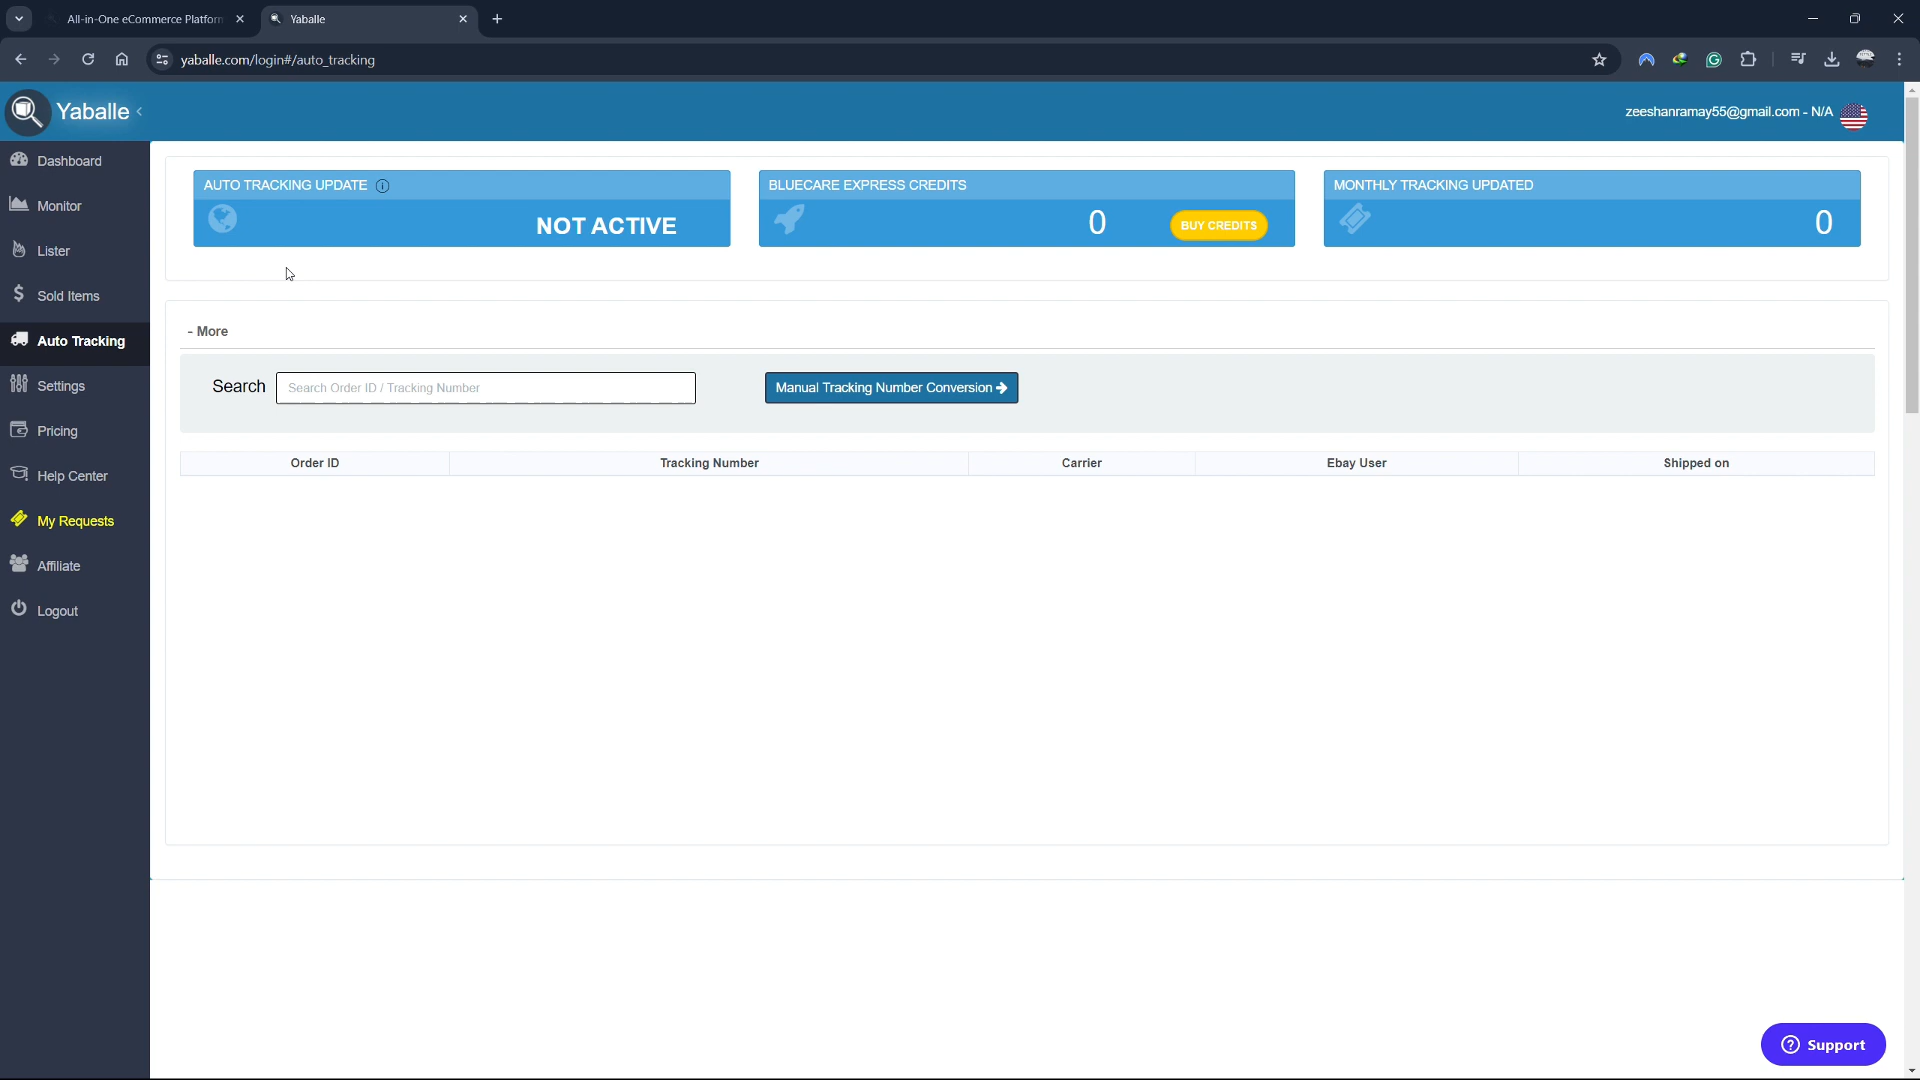 All-in-One eCommerce Platform
Yaballe
yaballe.com/login#/auto_tracking
Yaballe
zeeshanramay55@gmail.com - N/A
Dashboard
Monitor
Lister
Sold Items
Auto Tracking
Settings
Pricing
Help Center
My Requests
Affiliate
Logout
AUTO TRACKING UPDATE
NOT ACTIVE
BLUECARE EXPRESS CREDITS
0
BUY CREDITS
MONTHLY TRACKING UPDATED
0
- More
Search
Search Order ID / Tracking Number
Manual Tracking Number Conversion
Order ID Tracking Number Carrier Ebay User Shipped on
Support